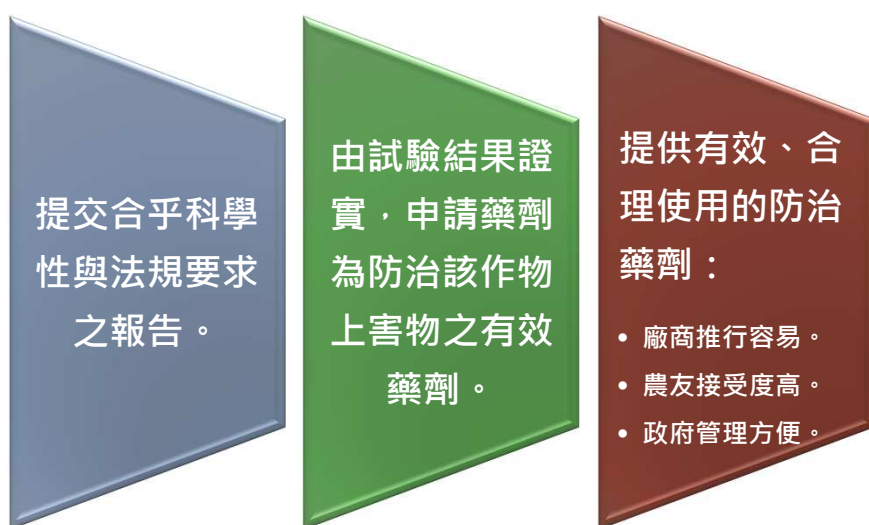 提交合乎科學
性與法規要求
之報告。
由試驗結果證
實，申請藥劑
為防治該作物
上害物之有效
藥劑。
提供有效、合
理使用的防治
藥劑：
• 廠商推行容易。
• 農友接受度高。
• 政府管理方便。